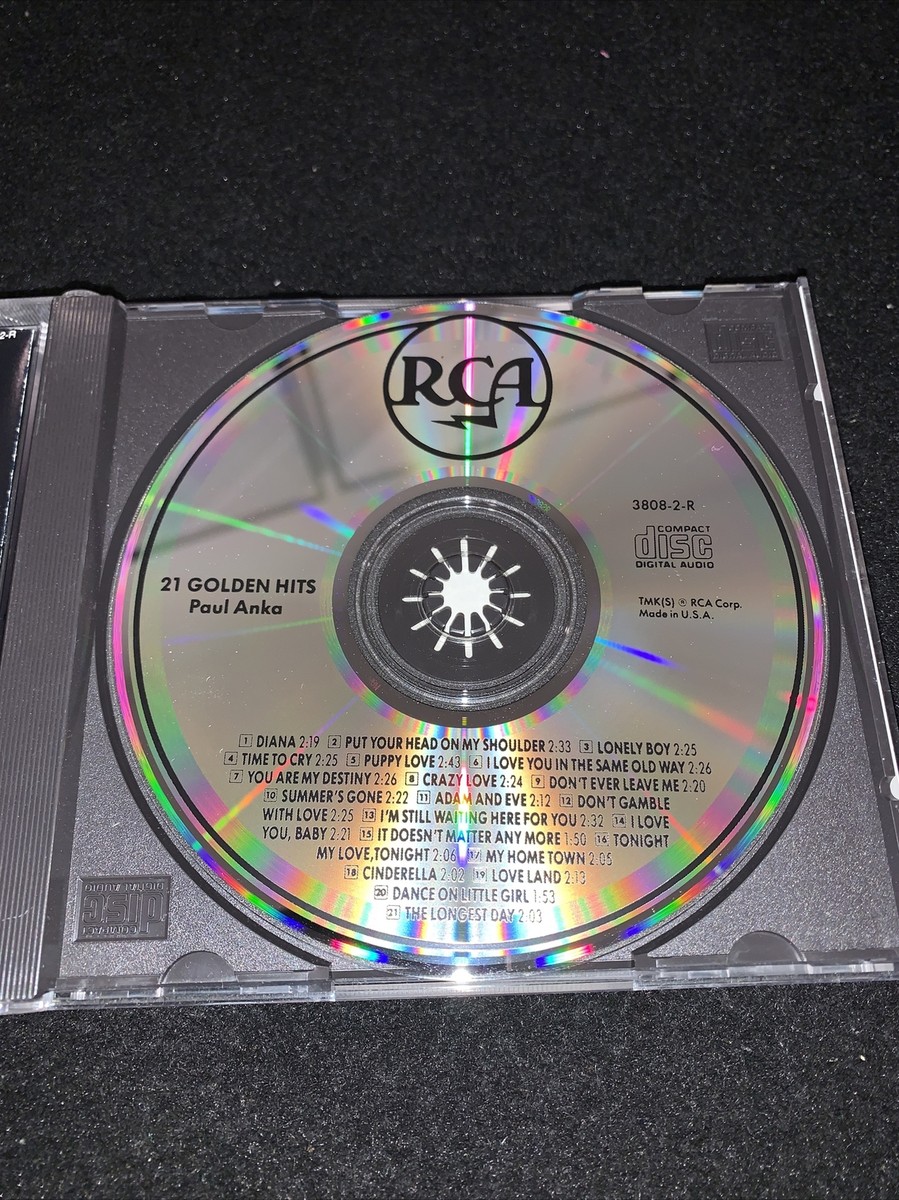 2-R
RCA
3808-2-R
COMPACT
disc
DIGITAL AUDIO
21 GOLDEN HITS
Paul Anka
TMK(S) ® RCA Corp.
Made in U.S.A.
1 DIANA 2:19 2 PUT YOUR HEAD ON MY SHOULDER 2:33 3 LONELY BOY 2:25
4 TIME TO CRY 2:25 5 PUPPY LOVE 2:43 6 I LOVE YOU IN THE SAME OLD WAY 2:26
7 YOU ARE MY DESTINY 2:26 8 CRAZY LOVE 2:24 9 DON'T EVER LEAVE ME 2:20
10 SUMMER'S GONE 2:22 11 ADAM AND EVE 2:12 12 DON'T GAMBLE
WITH LOVE 2:25 13 I'M STILL WAITING HERE FOR YOU 2:32 14 I LOVE
YOU, BABY 2:21 15 IT DOESN'T MATTER ANY MORE 1:50 16 TONIGHT
MY LOVE, TONIGHT 2:06 17 MY HOME TOWN 2:05
18 CINDERELLA 2:02 19 LOVE LAND 2:13
20 DANCE ON LITTLE GIRL 1:53
21 THE LONGEST DAY 2:03
COMPACT
disc
DIGITAL AUDIO